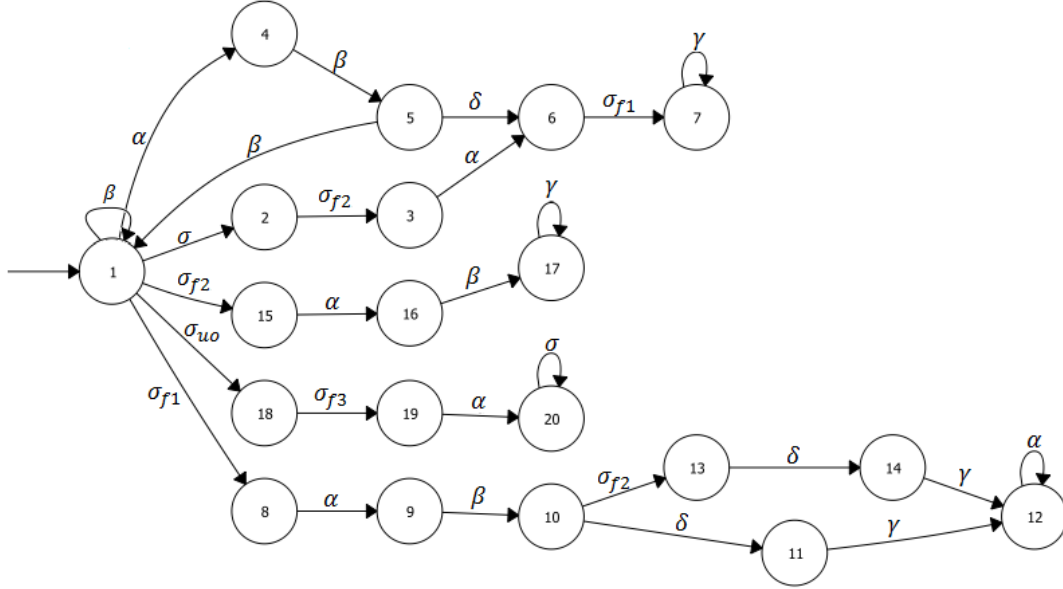 γ
4
β
5
δ
6
σf1
7
α
β
α
β
γ
2
σf2
3
17
σ
1
σf2
β
15
α
16
σuo
σ
18
σf3
19
α
20
σf1
α
13
δ
14
σf2
γ
8
α
9
β
10
δ
12
γ
11